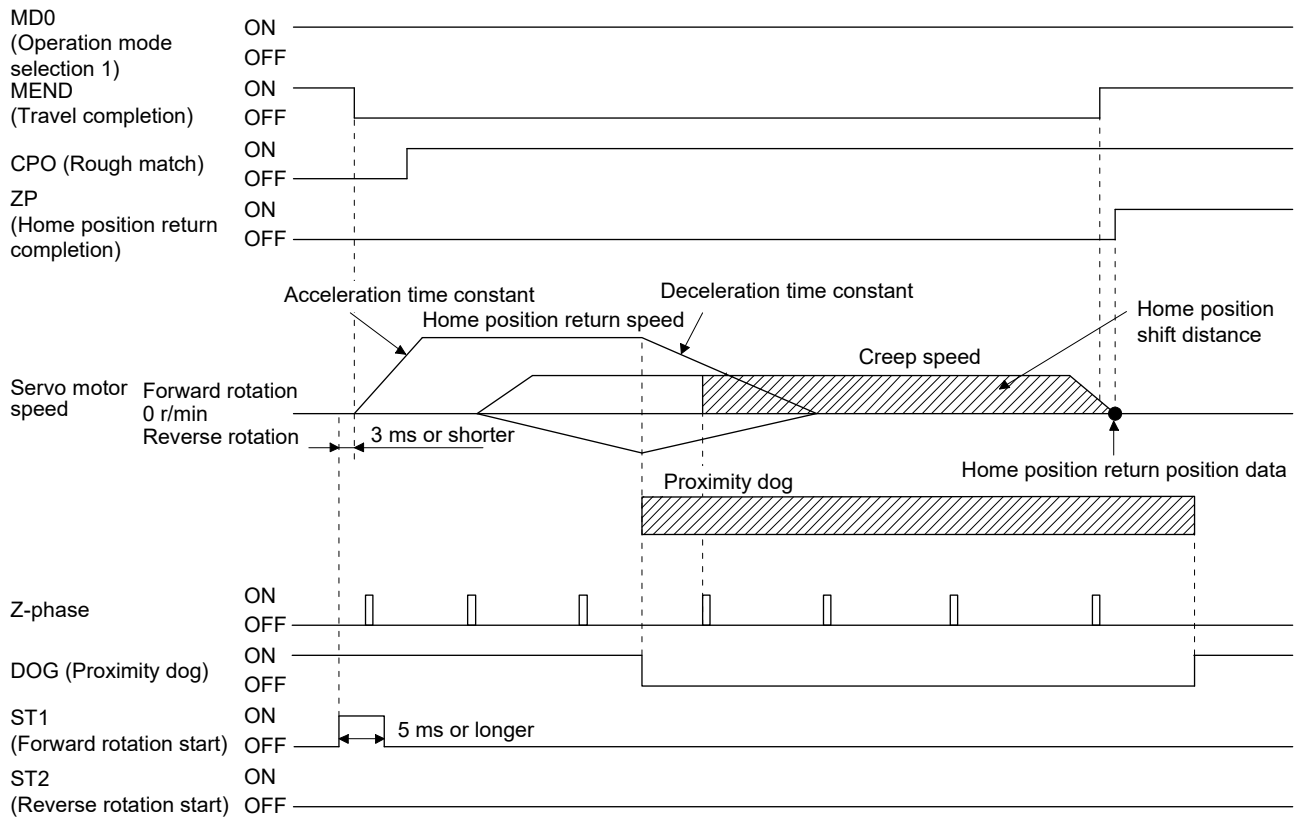 MD0
(Operation mode
selection 1)
ON
OFF
MEND
(Travel completion)
ON
OFF
CPO (Rough match)
ON
OFF
ZP
(Home position return
completion)
ON
OFF
Acceleration time constant
Home position return speed
Deceleration time constant
Creep speed
Home position
shift distance
Servo motor
speed
Forward rotation
0 r/min
Reverse rotation
3 ms or shorter
Home position return position data
Proximity dog
Z-phase
ON
OFF
DOG (Proximity dog)
ON
OFF
ST1
(Forward rotation start)
ON
OFF
5 ms or longer
ST2
(Reverse rotation start)
ON
OFF